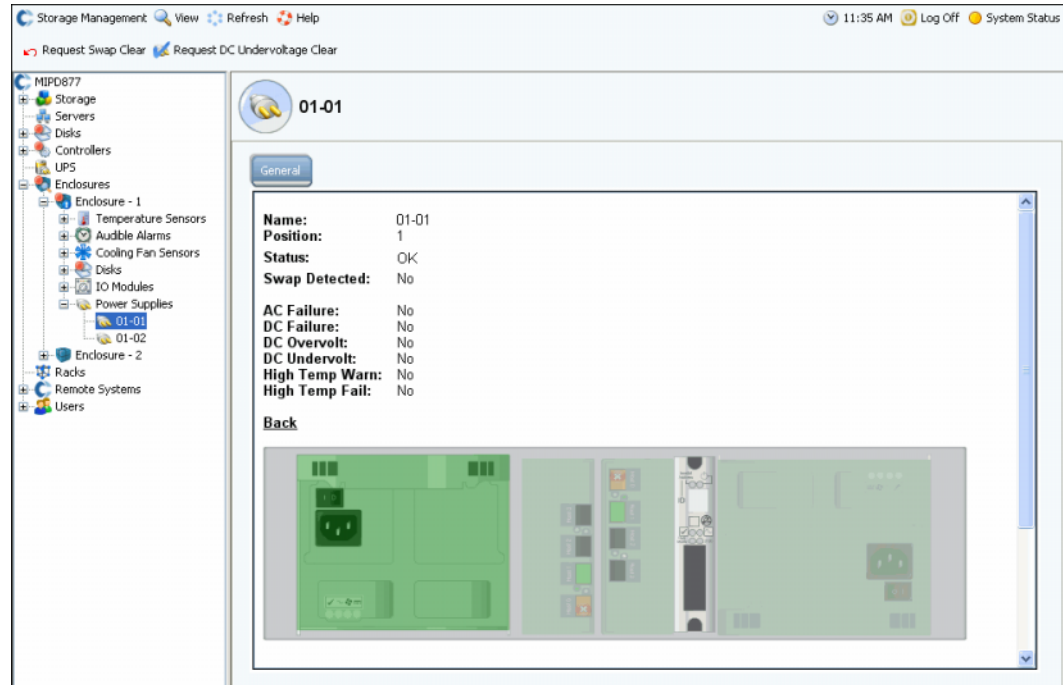 Storage Management View Refresh Help 11:35 AM Log Off System Status
Request Swap Clear Request DC Undervoltage Clear
MIPD877
Storage
Servers
Disks
Controllers
UPS
Enclosures
Enclosure - 1
Temperature Sensors
Audible Alarms
Cooling Fan Sensors
Disks
IO Modules
Power Supplies
01-01
01-02
Enclosure - 2
Racks
Remote Systems
Users
01-01
General
Name: 01-01
Position: 1
Status: OK
Swap Detected: No
AC Failure: No
DC Failure: No
DC Overvolt: No
DC Undervolt: No
High Temp Warn: No
High Temp Fail: No
Back